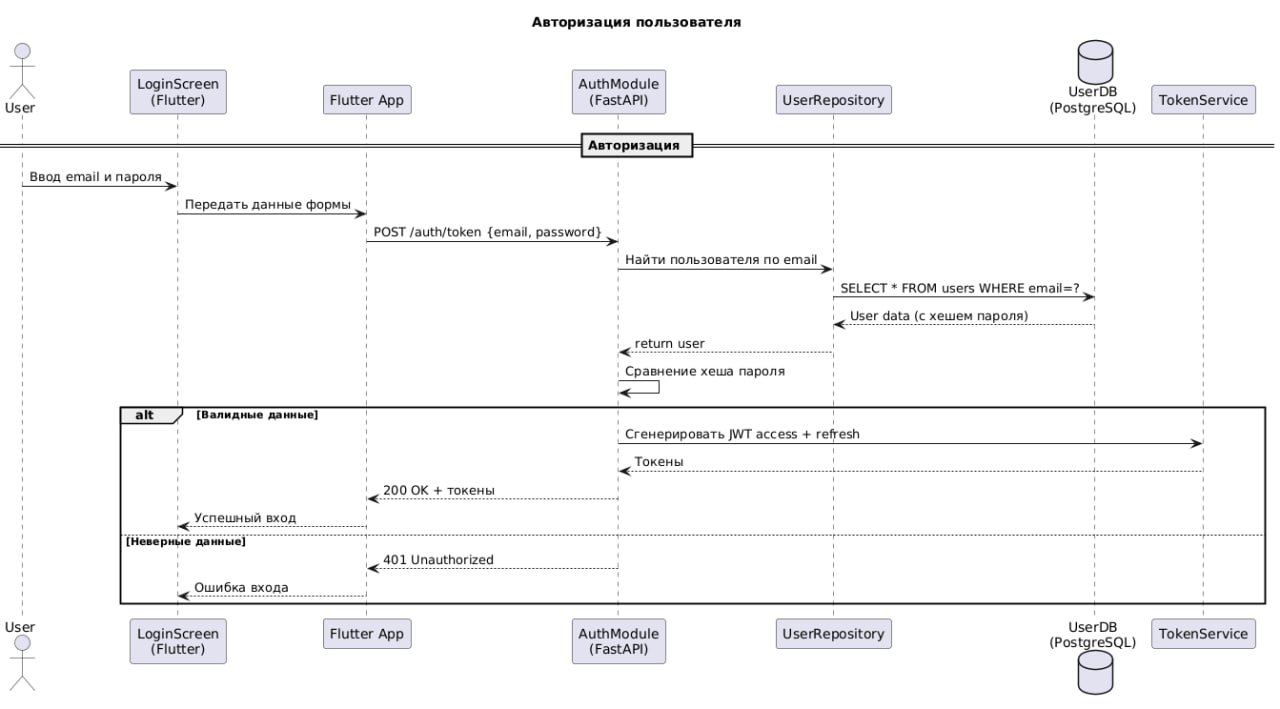 Авторизация пользователя
User
LoginScreen
(Flutter)
Flutter App
AuthModule
(FastAPI)
UserRepository
UserDB
(PostgreSQL)
TokenService
Авторизация
Ввод email и пароля
Передать данные формы
POST /auth/token {email, password}
Найти пользователя по email
SELECT * FROM users WHERE email=?
User data (с хешем пароля)
return user
Сравнение хеша пароля
alt
[Валидные данные]
Сгенерировать JWT access + refresh
Токены
200 OK + токены
Успешный вход
[Неверные данные]
401 Unauthorized
Ошибка входа
User
LoginScreen
(Flutter)
Flutter App
AuthModule
(FastAPI)
UserRepository
UserDB
(PostgreSQL)
TokenService